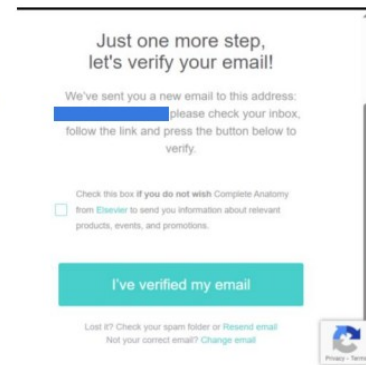 Just one more step,
let's verify your email!
We've sent you a new email to this address:
please check your inbox,
follow the link and press the button below to
verify.
Check this box if you do not wish Complete Anatomy
from Elsevier to send you information about relevant
products, events, and promotions.
I've verified my email
Lost it? Check your spam folder or Resend email
Not your correct email? Change email
Privacy - Terms